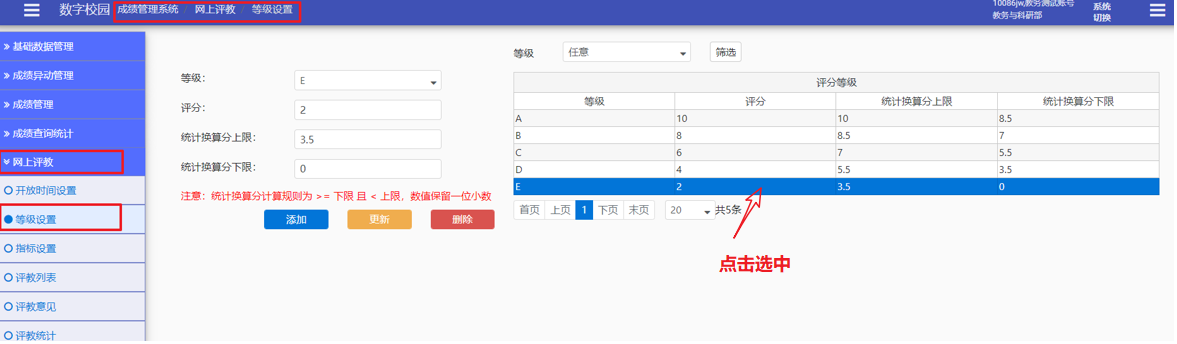 数字校园 成绩管理系统 / 网上评教 / 等级设置
10086jw,教务测试账号
教务与科研部
系统
切换
» 基础数据管理
» 成绩异动管理
» 成绩管理
» 成绩查询统计
网上评教
开放时间设置
等级设置
指标设置
评教列表
评教意见
评教统计
等级: E
评分: 2
统计换算分上限: 3.5
统计换算分下限: 0
注意：统计换算分计算规则为 >= 下限 且 < 上限，数值保留一位小数
添加 更新 删除
等级 任意 筛选
评分等级
等级 评分 统计换算分上限 统计换算分下限
A 10 10 8.5
B 8 8.5 7
C 6 7 5.5
D 4 5.5 3.5
E 2 3.5 0
首页 上页 1 下页 末页 20 共5条
点击选中